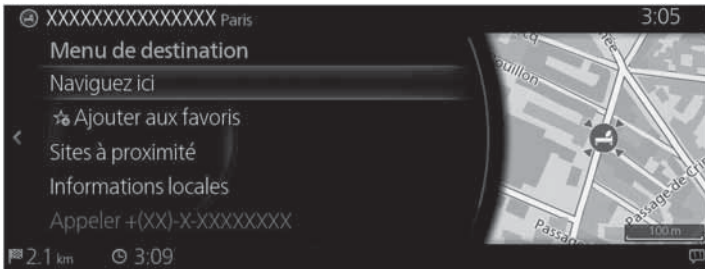 XXXXXXXXXXXXXXX Paris
3:05
Menu de destination
Naviguez ici
Ajouter aux favoris
Sites à proximité
Informations locales
Appeler +(XX)-X-XXXXXXXX
2.1 km
3:09
Passage de Crim
100 m